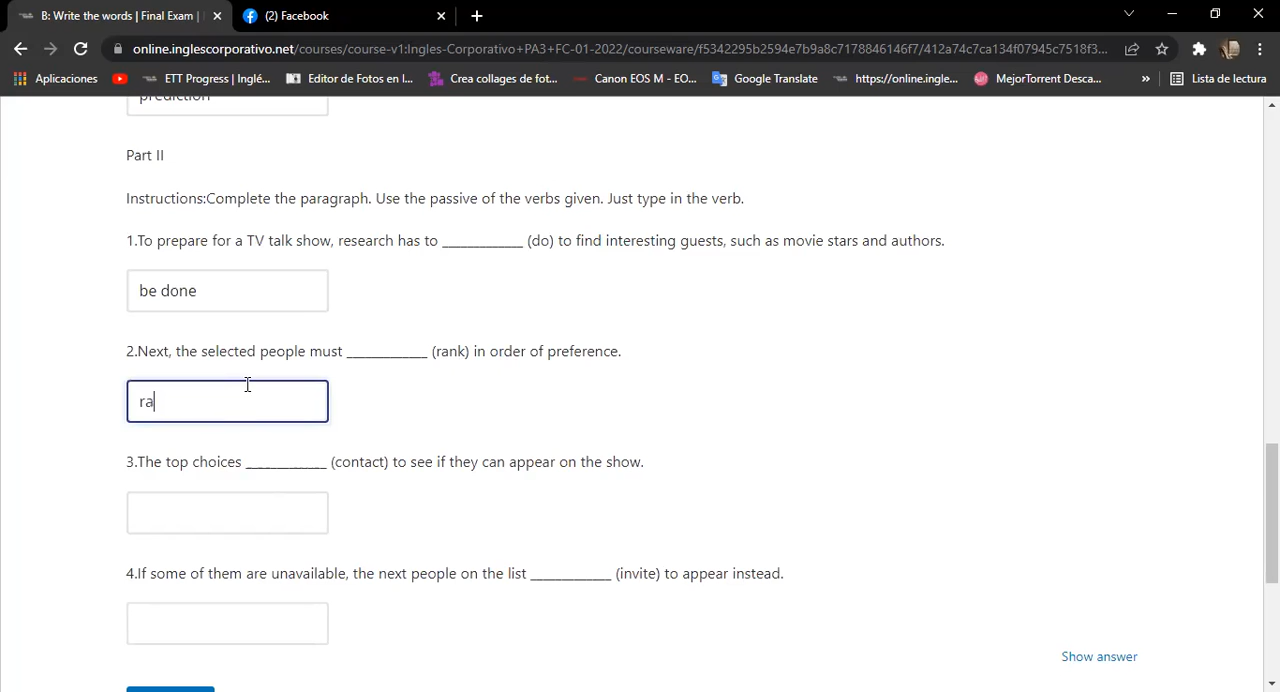 B: Write the words | Final Exam |
(2) Facebook
online.inglescorporativo.net/courses/course-v1:Ingles-Corporativo+PA3+FC-01-2022/courseware/f5342295b2594e7b9a8c7178846146f7/412a74c7ca134f07945c7518f3...
Aplicaciones
ETT Progress | Inglé...
Editor de Fotos en l...
Crea collages de fot...
Canon EOS M - EO...
Google Translate
https://online.ingle...
MejorTorrent Desca...
»
Lista de lectura
prediction
Part II
Instructions:Complete the paragraph. Use the passive of the verbs given. Just type in the verb.
1.To prepare for a TV talk show, research has to _____________ (do) to find interesting guests, such as movie stars and authors.
be done
2.Next, the selected people must _____________ (rank) in order of preference.
ra
3.The top choices _____________ (contact) to see if they can appear on the show.
4.If some of them are unavailable, the next people on the list _____________ (invite) to appear instead.
Show answer